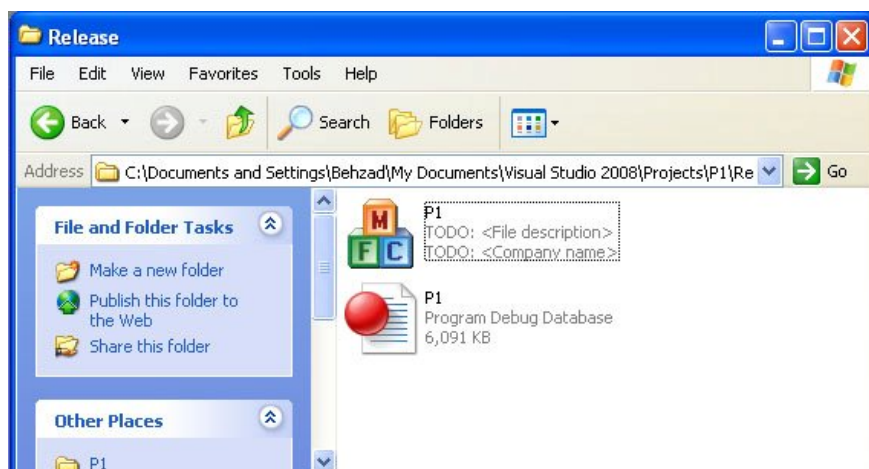 Release
File Edit View Favorites Tools Help
Back Search Folders
Address C:\Documents and Settings\Behzad\My Documents\Visual Studio 2008\Projects\P1\Re Go
File and Folder Tasks
Make a new folder
Publish this folder to
the Web
Share this folder
Other Places
P1
MFC
P1
TODO: <File description>
TODO: <Company name>
P1
Program Debug Database
6,091 KB